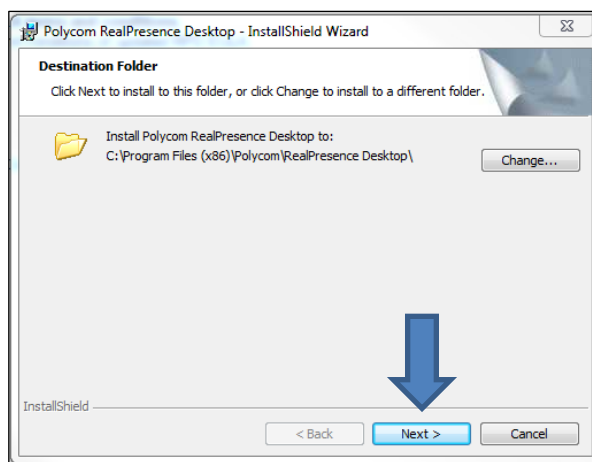 Polycom RealPresence Desktop - InstallShield Wizard
Destination Folder
Click Next to install to this folder, or click Change to install to a different folder.
Install Polycom RealPresence Desktop to:
C:\Program Files (x86)\Polycom\RealPresence Desktop\
Change...
InstallShield
< Back
Next >
Cancel